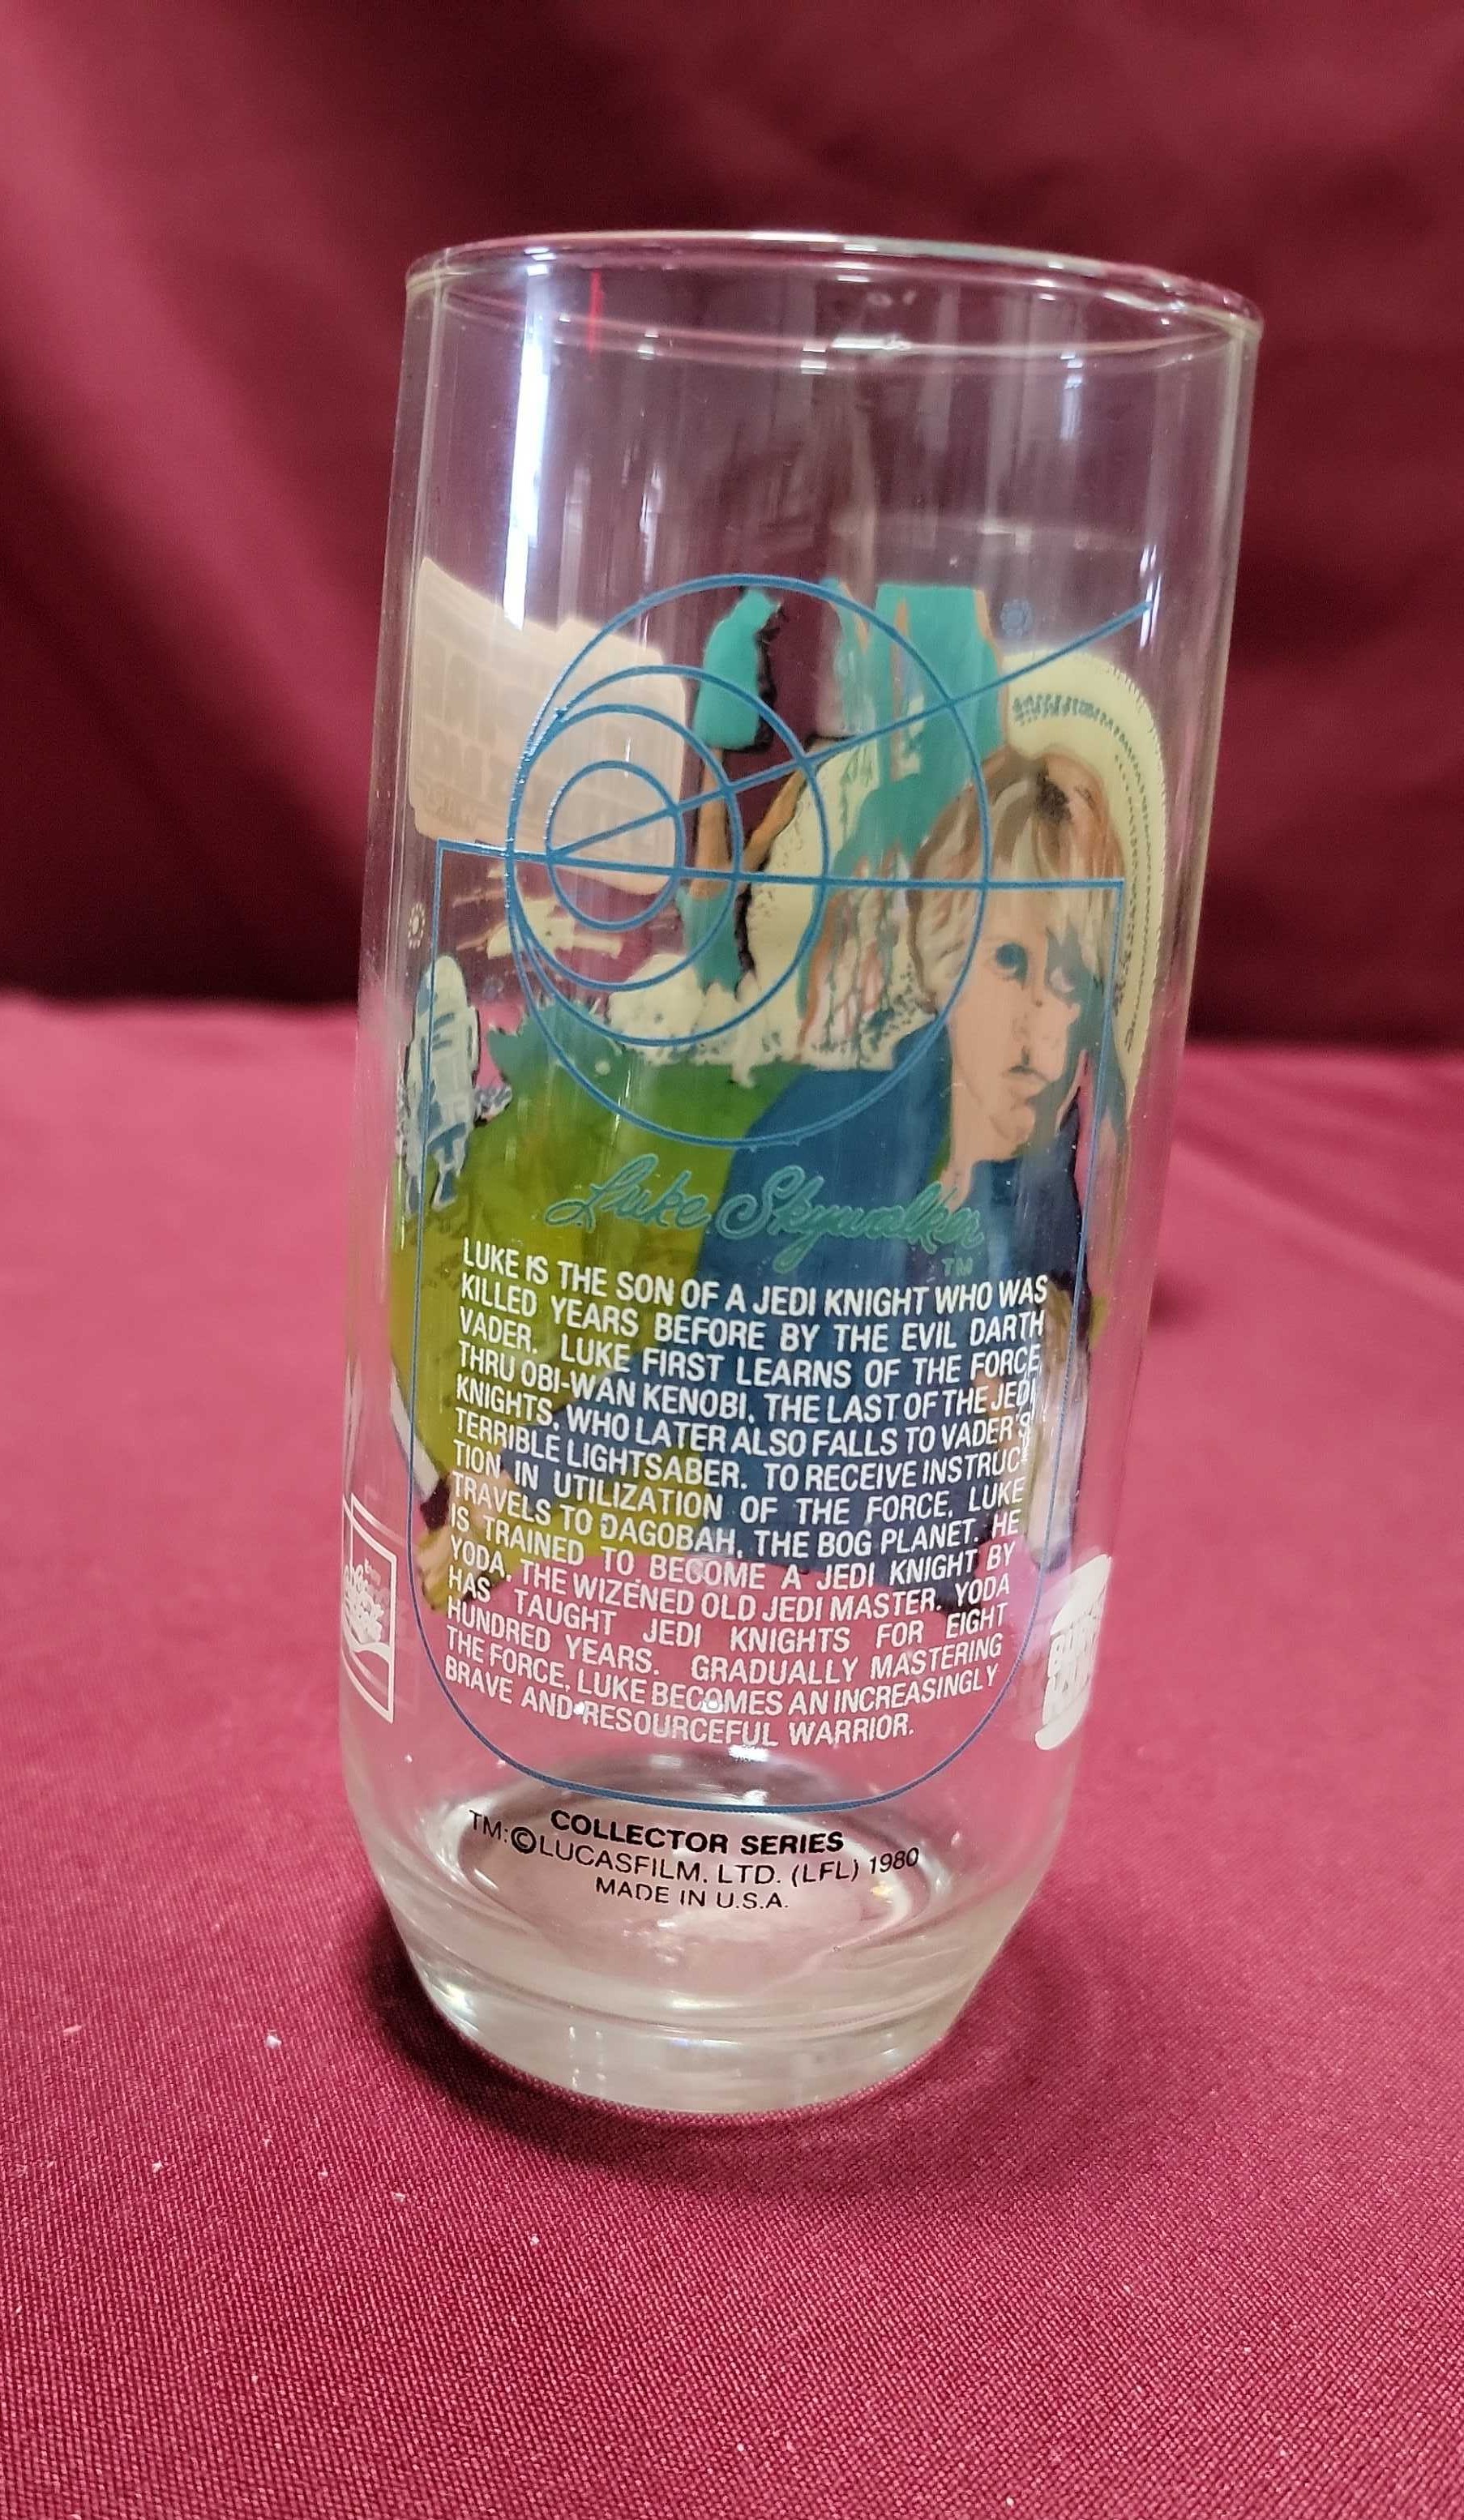 Luke Skywalker
TM
LUKE IS THE SON OF A JEDI KNIGHT WHO WAS
KILLED YEARS BEFORE BY THE EVIL DARTH
VADER. LUKE FIRST LEARNS OF THE FORCE
THRU OBI-WAN KENOBI, THE LAST OF THE JEDI
KNIGHTS, WHO LATER ALSO FALLS TO VADER'S
TERRIBLE LIGHTSABER. TO RECEIVE INSTRUC-
TION IN UTILIZATION OF THE FORCE, LUKE
TRAVELS TO DAGOBAH, THE BOG PLANET. HE
IS TRAINED TO BECOME A JEDI KNIGHT BY
YODA, THE WIZENED OLD JEDI MASTER. YODA
HAS TAUGHT JEDI KNIGHTS FOR EIGHT
HUNDRED YEARS. GRADUALLY MASTERING
THE FORCE, LUKE BECOMES AN INCREASINGLY
BRAVE AND RESOURCEFUL WARRIOR.
COLLECTOR SERIES
TM: © LUCASFILM, LTD. (LFL) 1980
MADE IN U.S.A.